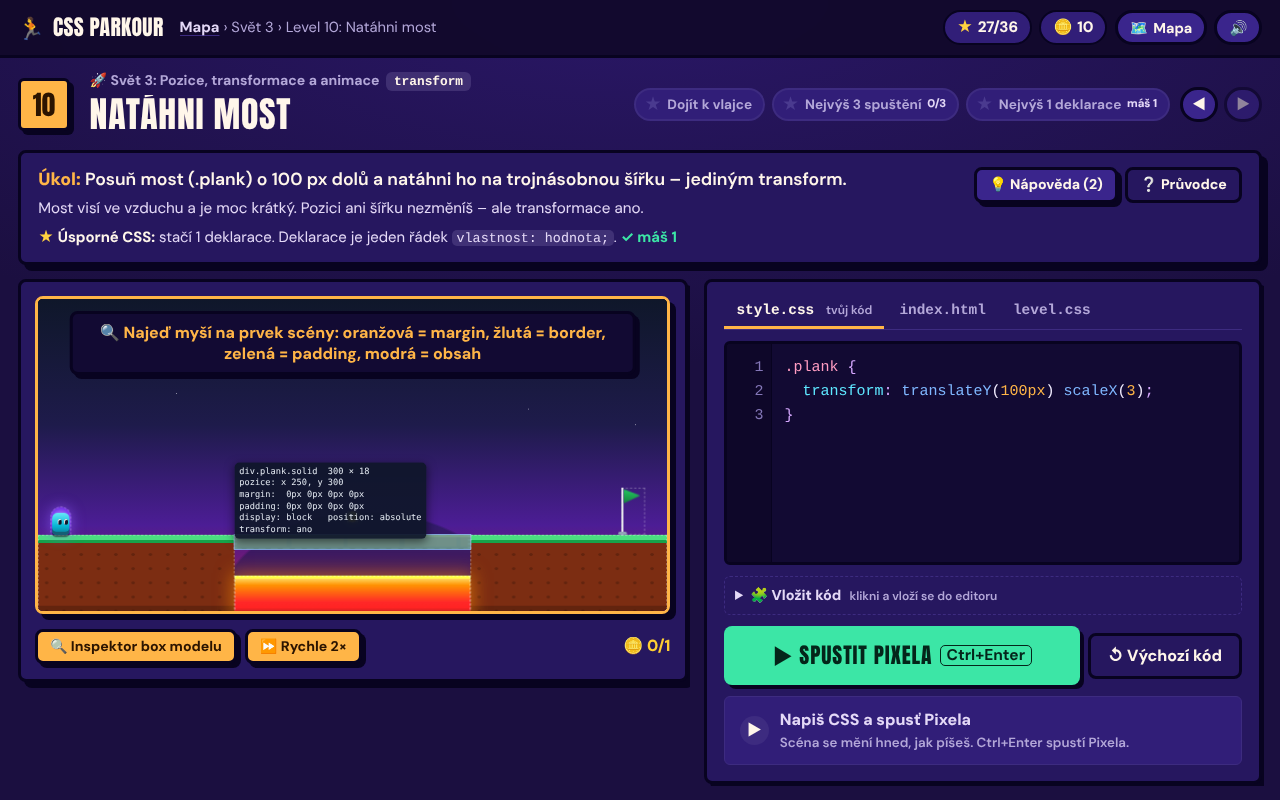 🏃 CSS PARKOUR Mapa › Svět 3 › Level 10: Natáhni most ★ 27/36 🪙 10 🗺️ Mapa 🔊
🚀 Svět 3: Pozice, transformace a animace transform
10 NATÁHNI MOST
★ Dojít k vlajce ★ Nejvýš 3 spuštění 0/3 ★ Nejvýš 1 deklarace máš 1 ◀ ▶
Úkol: Posuň most (.plank) o 100 px dolů a natáhni ho na trojnásobnou šířku – jediným transform.
Most visí ve vzduchu a je moc krátký. Pozici ani šířku nezměníš – ale transformace ano.
★ Úsporné CSS: stačí 1 deklarace. Deklarace je jeden řádek vlastnost: hodnota;. ✓ máš 1
💡 Nápověda (2) ❔ Průvodce
🔍 Najeď myší na prvek scény: oranžová = margin, žlutá = border,
zelená = padding, modrá = obsah
div.plank.solid 300 × 18
pozice: x 250, y 300
margin: 0px 0px 0px 0px
padding: 0px 0px 0px 0px
display: block position: absolute
transform: ano
🔍 Inspektor box modelu ⏩ Rychle 2× 🪙 0/1
style.css tvůj kód index.html level.css
1 .plank {
2 transform: translateY(100px) scaleX(3);
3 }
▶ 🧩 Vložit kód klikni a vloží se do editoru
▶ SPUSTIT PIXELA Ctrl+Enter ↺ Výchozí kód
▶ Napiš CSS a spusť Pixela
Scéna se mění hned, jak píšeš. Ctrl+Enter spustí Pixela.